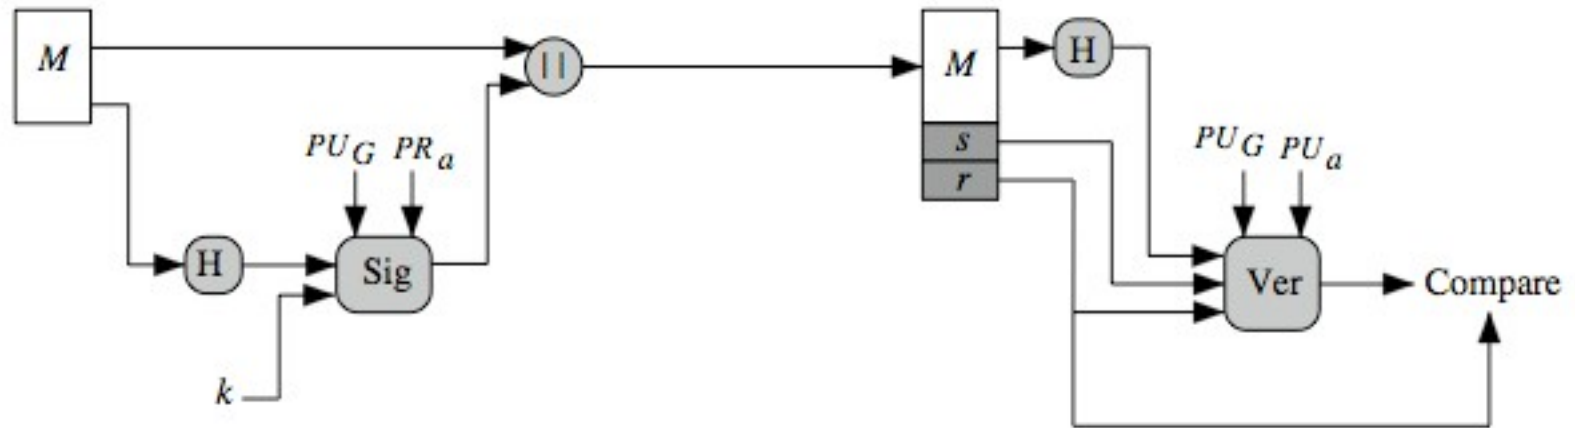 M
| |
M
H
s
r
PU G PR a
PU G PU a
H
Sig
Ver
Compare
k